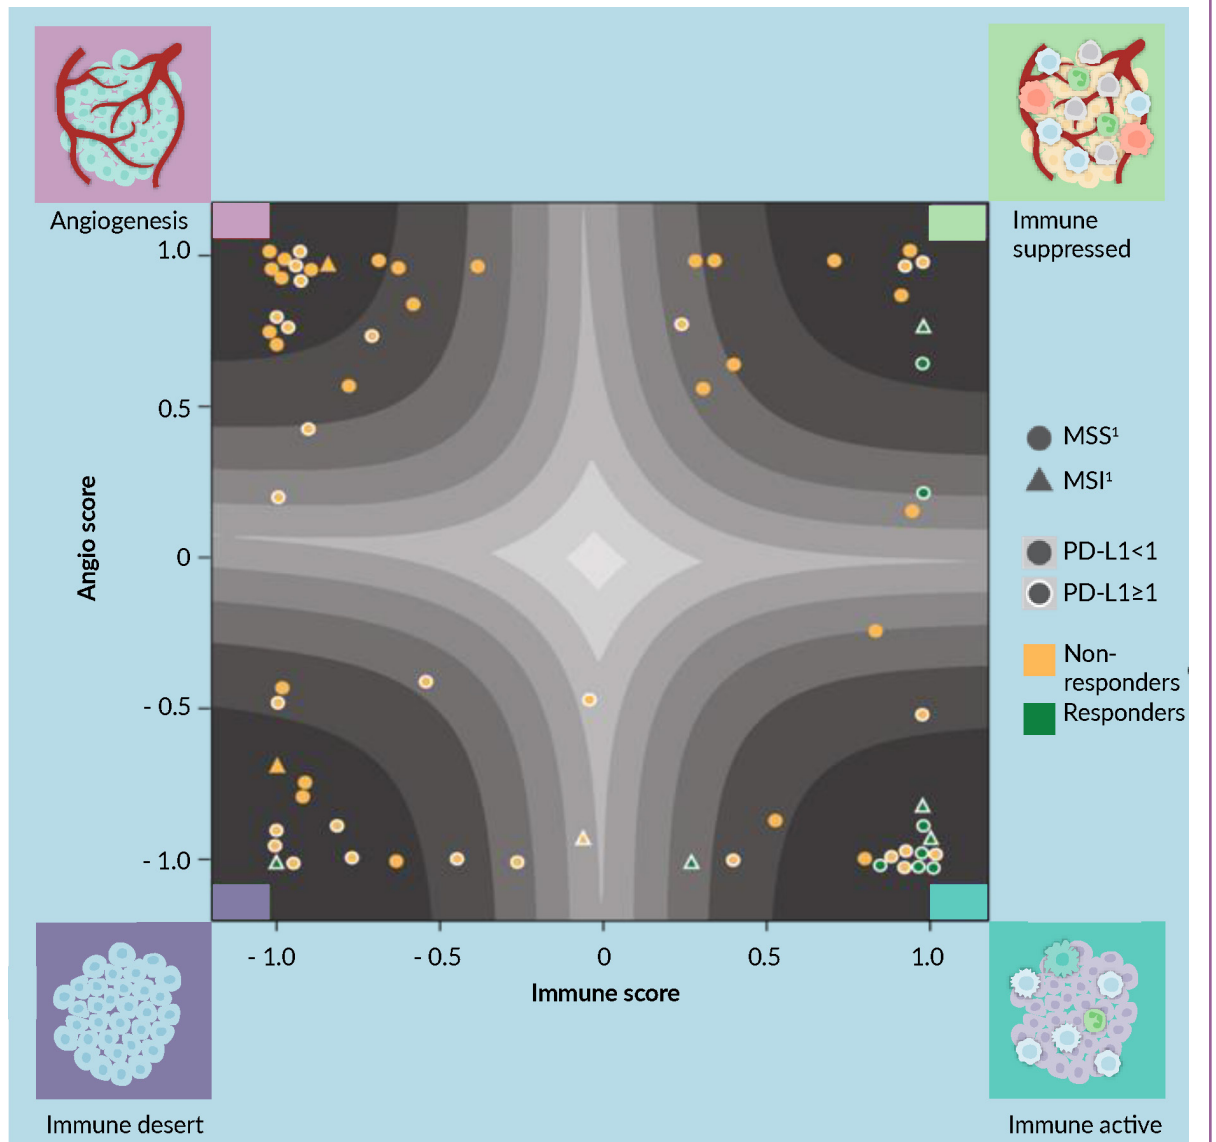 Angiogenesis
Immune
suppressed
1.0
0.5
0
- 0.5
- 1.0
Angio score
MSS¹
MSI¹
PD-L1<1
PD-L1≥1
Non-
responders
Responders
- 1.0
- 0.5
0
0.5
1.0
Immune score
Immune desert
Immune active